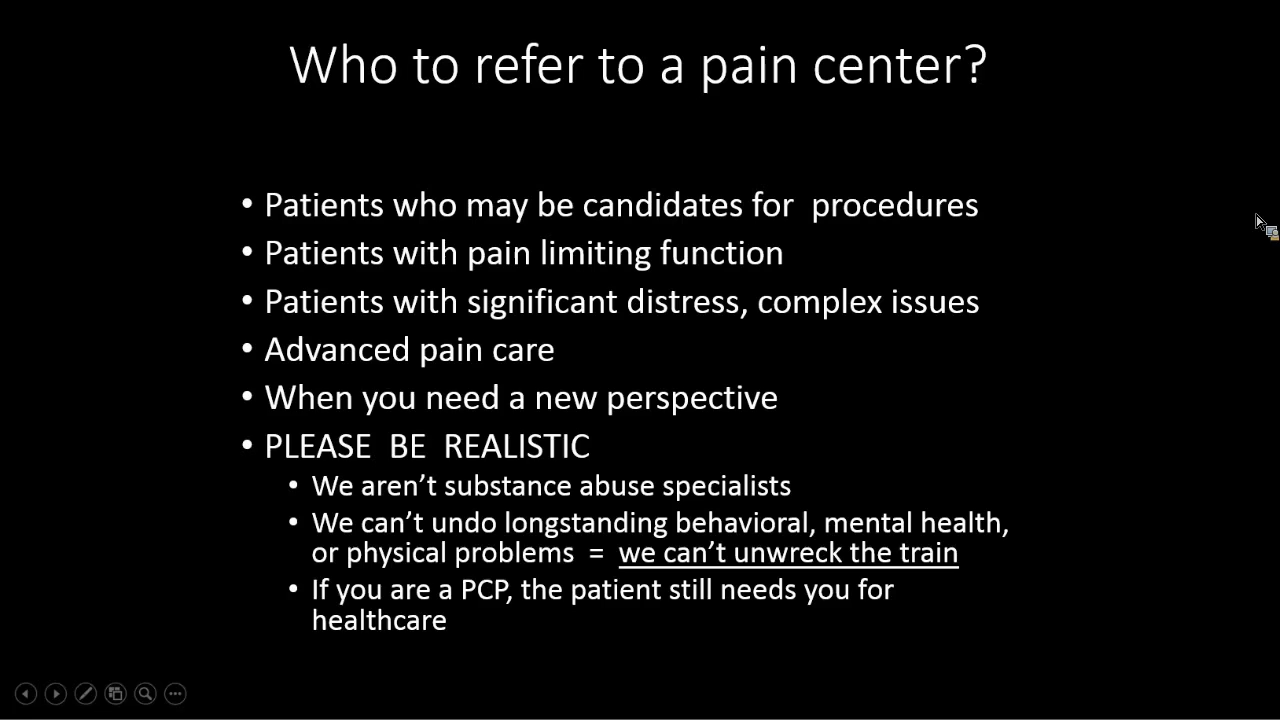 Who to refer to a pain center?
• Patients who may be candidates for  procedures
• Patients with pain limiting function
• Patients with significant distress, complex issues
• Advanced pain care
• When you need a new perspective
• PLEASE  BE  REALISTIC
• We aren’t substance abuse specialists
• We can’t undo longstanding behavioral, mental health,
or physical problems  =  we can’t unwreck the train
• If you are a PCP, the patient still needs you for
healthcare